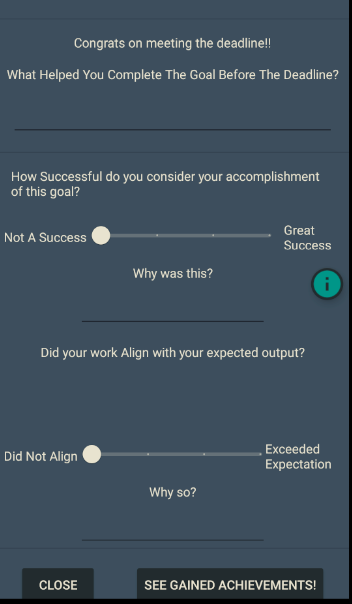 Congrats on meeting the deadline!!
What Helped You Complete The Goal Before The Deadline?
How Successful do you consider your accomplishment
of this goal?
Not A Success
Great
Success
i
Why was this?
Did your work Align with your expected output?
Did Not Align
Exceeded
Expectation
Why so?
CLOSE
SEE GAINED ACHIEVEMENTS!